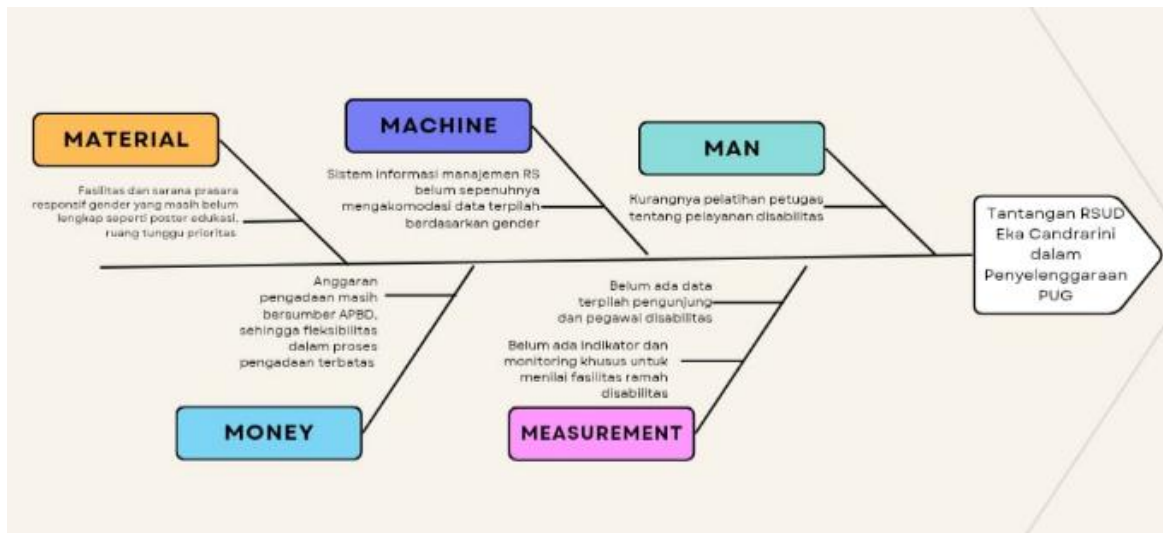 MATERIAL
Fasilitas dan sarana prasara
responsif gender yang masih belum
lengkap seperti poster edukasi,
ruang tunggu prioritas
MACHINE
Sistem informasi manajemen RS
belum sepenuhnya
mengakomodasi data terpilah
berdasarkan gender
MAN
Kurangnya pelatihan petugas
tentang pelayanan disabilitas
Tantangan RSUD
Eka Candrarini
dalam
Penyelenggaraan
PUG
Anggaran
pengadaan masih
bersumber APBD,
sehingga fleksibilitas
dalam proses
pengadaan terbatas
MONEY
Belum ada data
terpilah pengunjung
dan pegawai disabilitas
Belum ada indikator dan
monitoring khusus untuk
menilai fasilitas ramah
disabilitas
MEASUREMENT